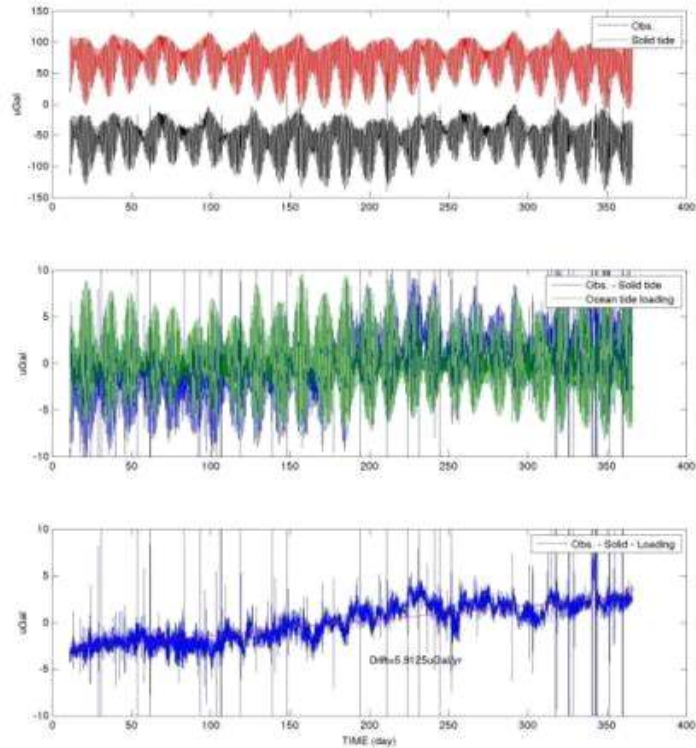 150
100
50
0
-50
-100
-150
uGal
Obs.
Solid tide
0 50 100 150 200 250 300 350 400
10
5
0
-5
-10
uGal
Obs. - Solid tide
Ocean tide loading
0 50 100 150 200 250 300 350 400
10
5
0
-5
-10
uGal
Obs. - Solid - Loading
Drift=5.9125uGal/yr
0 50 100 150 200 250 300 350 400
TIME (day)